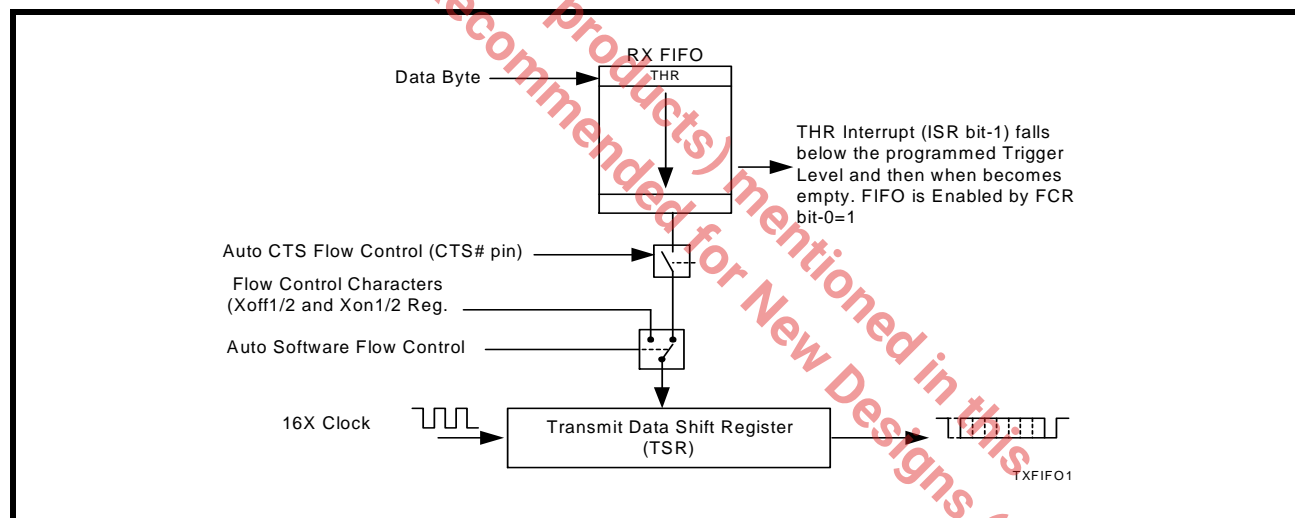 RX FIFO
THR
Data Byte
THR Interrupt (ISR bit-1) falls
below the programmed Trigger
Level and then when becomes
empty. FIFO is Enabled by FCR
bit-0=1
Auto CTS Flow Control (CTS# pin)
Flow Control Characters
(Xoff1/2 and Xon1/2 Reg.
Auto Software Flow Control
16X Clock
Transmit Data Shift Register
(TSR)
TXFIFO1
products) mentioned in this
ecommended for New Designs (